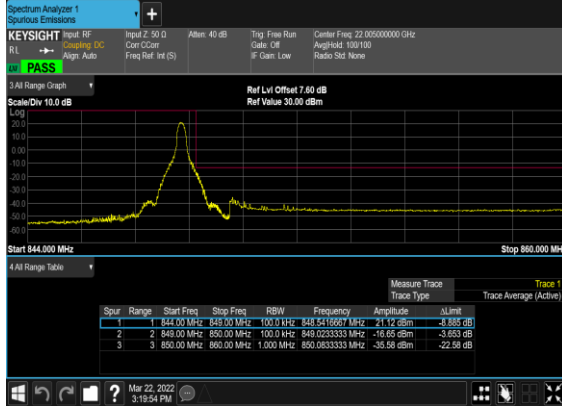 Spectrum Analyzer 1
Spurious Emissions
+
KEYSIGHT Input: RF Input Z: 50 Ω Atten: 40 dB Trig: Free Run Center Freq: 22.005000000 GHz
RL Coupling: DC Corr CCorr Gate: Off Avg|Hold: 100/100
Align: Auto Freq Ref: Int (S) IF Gain: Low Radio Std: None
PASS
3 All Range Graph
Ref Lvl Offset 7.60 dB
Scale/Div 10.0 dB Ref Value 30.00 dBm
Log
20.0
10.0
0.00
-10.0
-20.0
-30.0
-40.0
-50.0
-60.0
Start 844.000 MHz Stop 860.000 MH
4 All Range Table
Measure Trace Trace 1
Trace Type Trace Average (Active)
Spur Range Start Freq Stop Freq RBW Frequency Amplitude ΔLimit
1 1 844.00 MHz 849.00 MHz 100.0 kHz 848.5416667 MHz 21.12 dBm -8.885 dB
2 2 849.00 MHz 850.00 MHz 100.0 kHz 849.0233333 MHz -16.65 dBm -3.653 dB
3 3 850.00 MHz 860.00 MHz 1.000 MHz 850.0833333 MHz -35.58 dBm -22.58 dB
?
Mar 22, 2022
3:19:54 PM